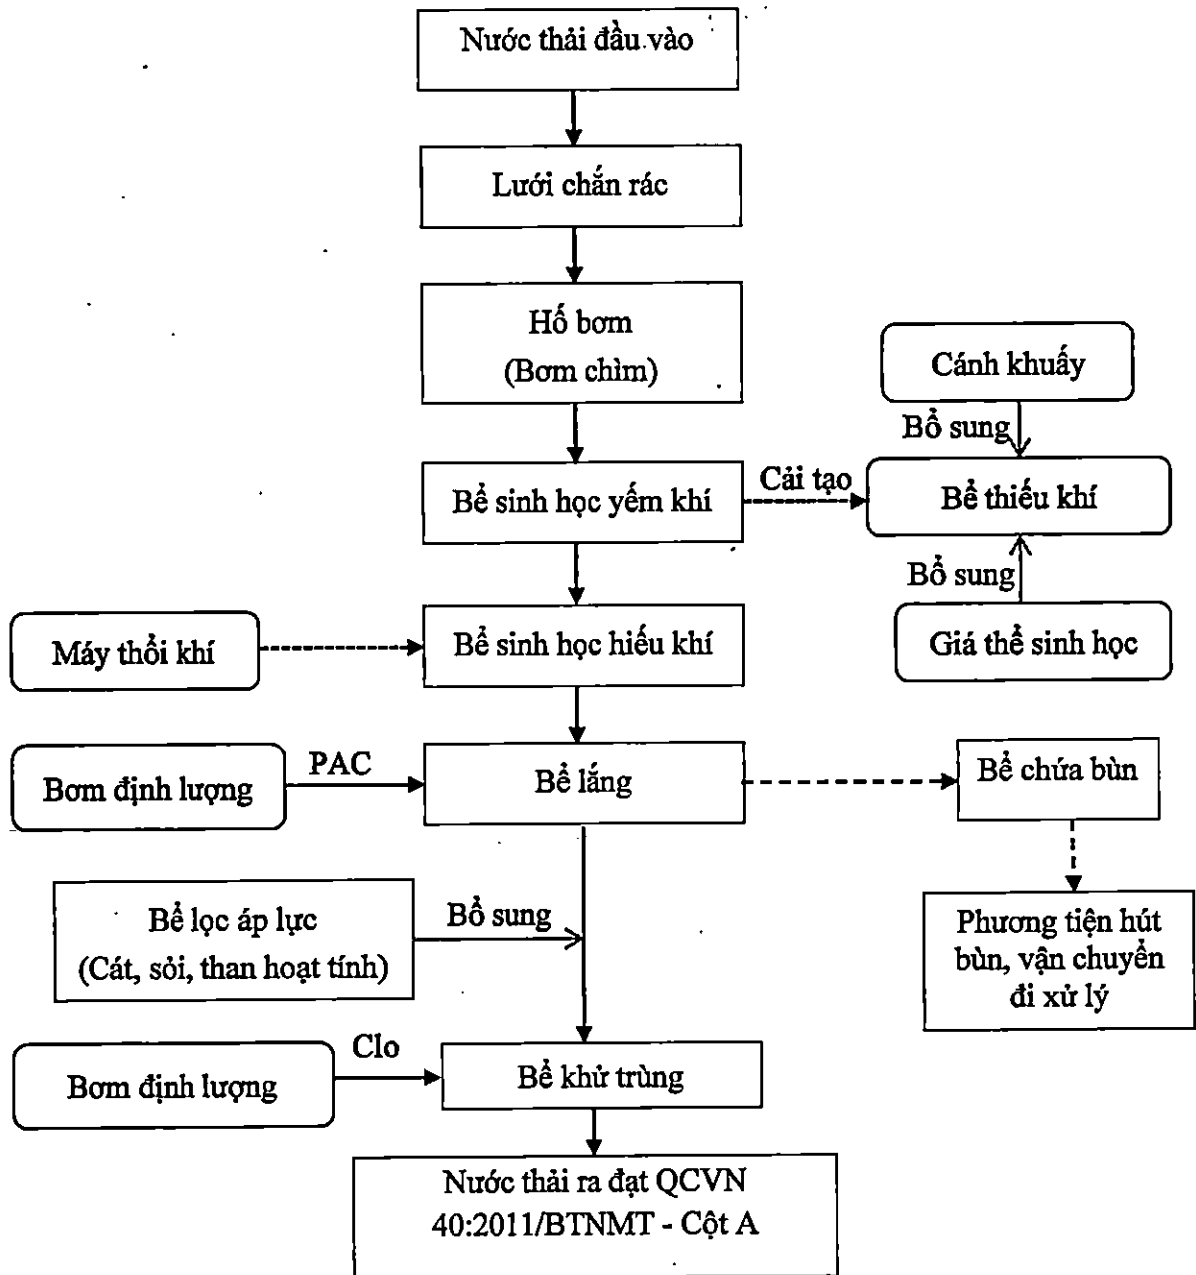 Nước thải đầu vào
Lưới chắn rác
Hố bơm
(Bơm chìm)
Cánh khuấy
Bổ sung
Bể sinh học yếm khí
Cải tạo
Bể thiếu khí
Bổ sung
Giá thể sinh học
Máy thổi khí
Bể sinh học hiếu khí
Bơm định lượng
PAC
Bể lắng
Bể chứa bùn
Bể lọc áp lực
(Cát, sỏi, than hoạt tính)
Bổ sung
Phương tiện hút
bùn, vận chuyển
đi xử lý
Bơm định lượng
Clo
Bể khử trùng
Nước thải ra đạt QCVN
40:2011/BTNMT - Cột A